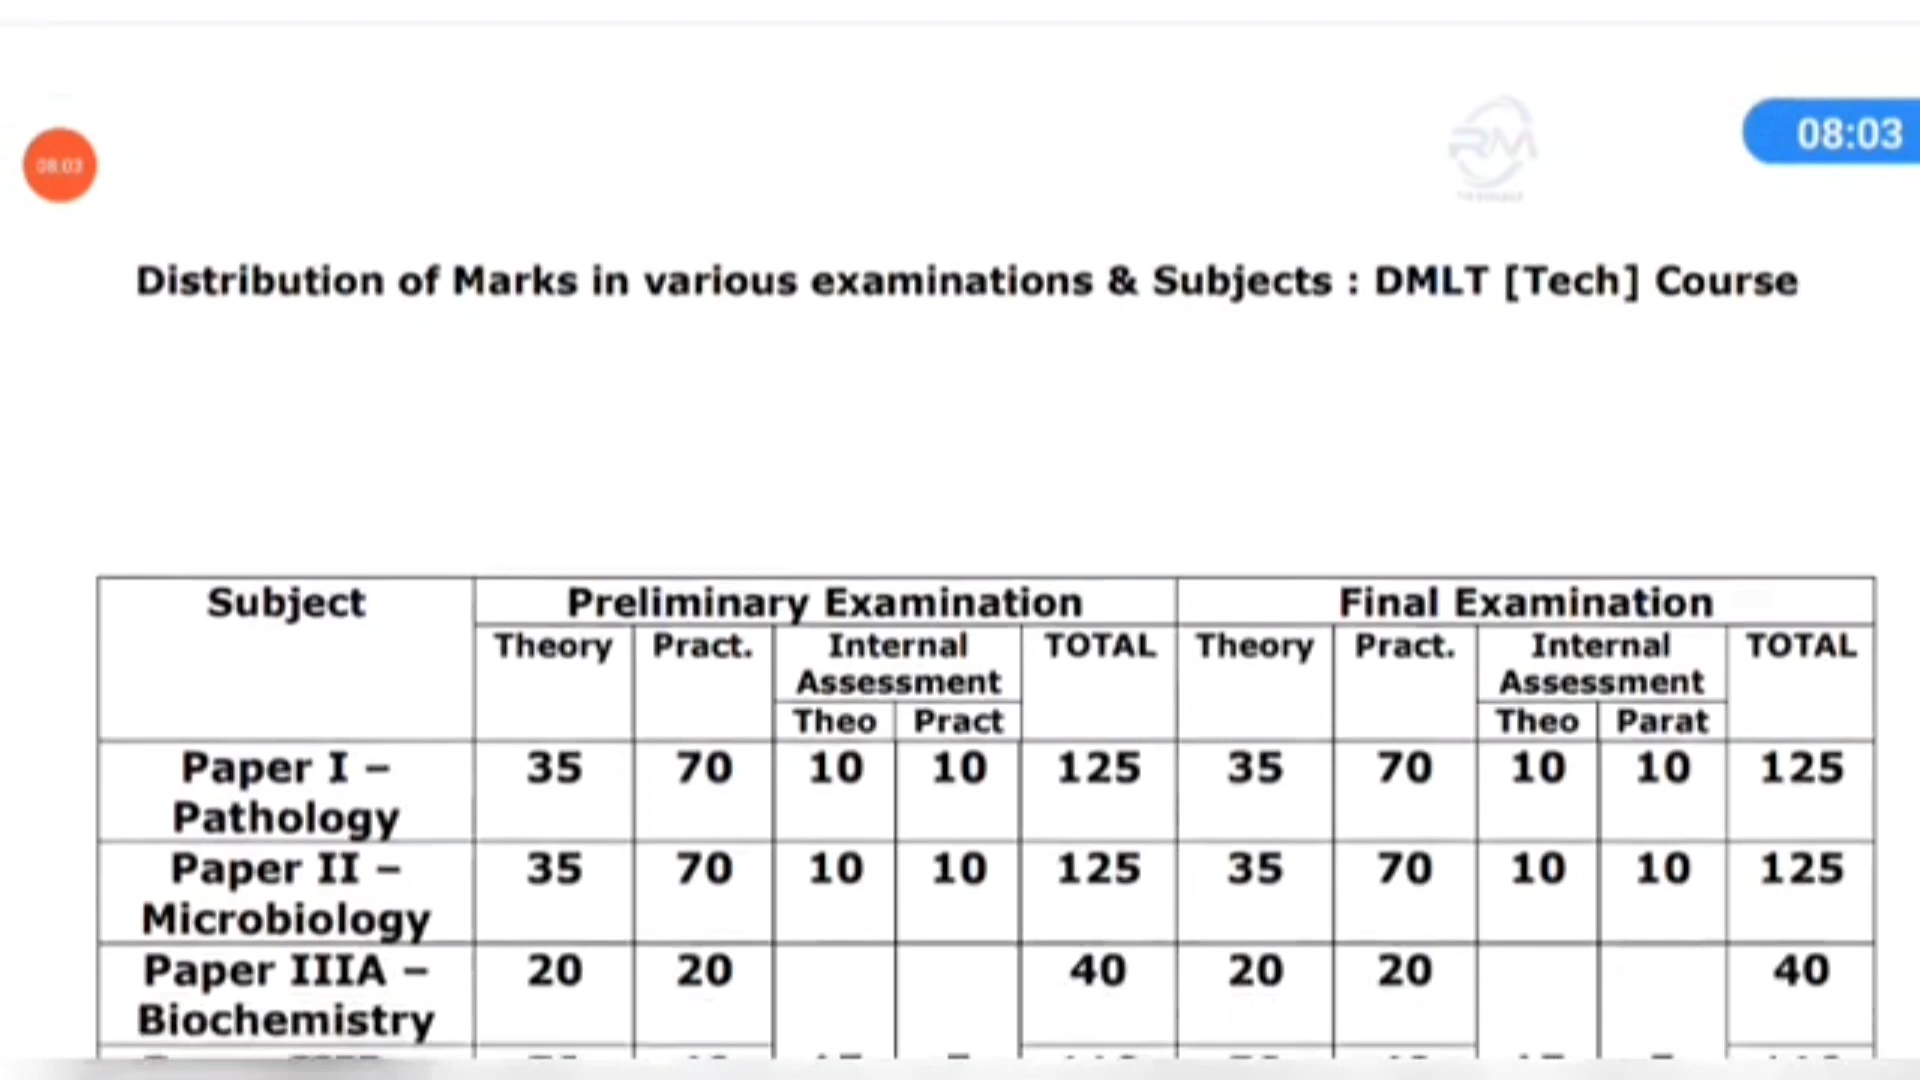 08:03
08:03
RM
Distribution of Marks in various examinations & Subjects : DMLT [Tech] Course
Subject Preliminary Examination Final Examination
Theory Pract. Internal Assessment TOTAL Theory Pract. Internal Assessment TOTAL
Theo Pract Theo Parat
Paper I – 35 70 10 10 125 35 70 10 10 125
Pathology
Paper II – 35 70 10 10 125 35 70 10 10 125
Microbiology
Paper IIIA – 20 20 40 20 20 40
Biochemistry